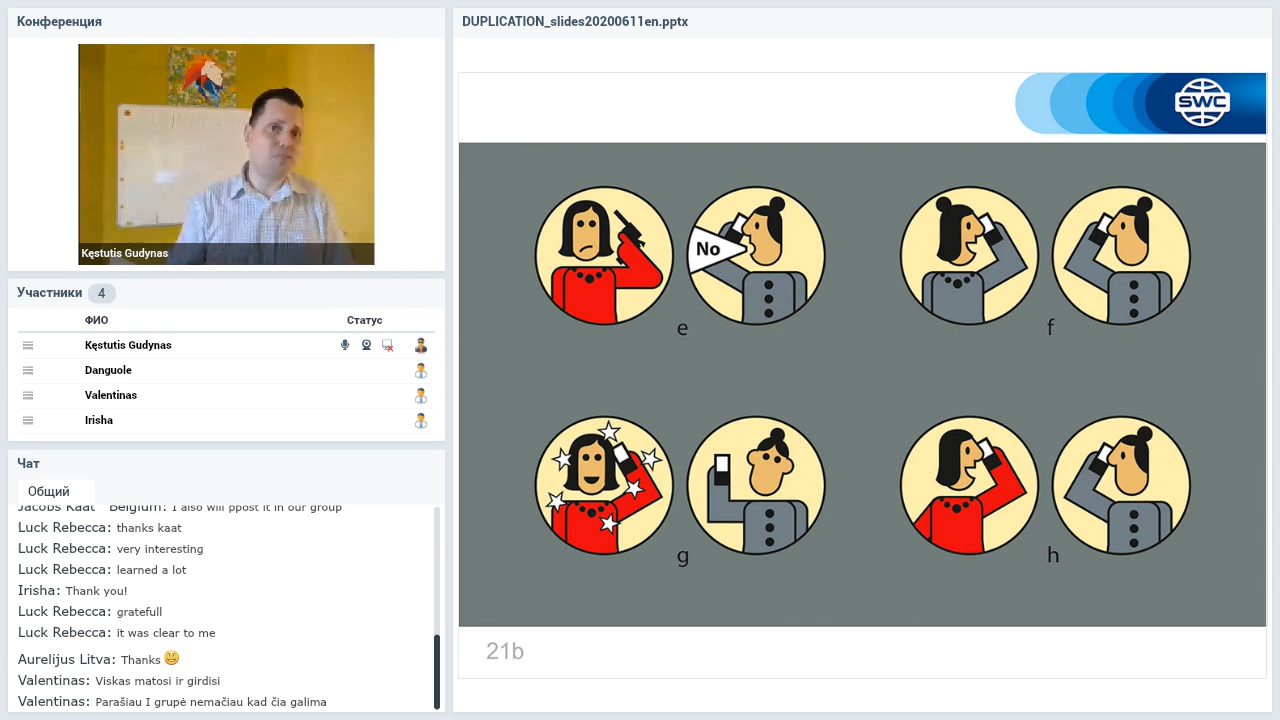 Конференция
Kęstutis Gudynas
Участники 4
ФИО Статус
Kęstutis Gudynas
Danguole
Valentinas
Irisha
Чат
Общий
Jacobs Kaat Belgium: I also will ppost it in our group
Luck Rebecca: thanks kaat
Luck Rebecca: very interesting
Luck Rebecca: learned a lot
Irisha: Thank you!
Luck Rebecca: gratefull
Luck Rebecca: it was clear to me
Aurelijus Litva: Thanks
Valentinas: Viskas matosi ir girdisi
Valentinas: Parašiau I grupė nemačiau kad čia galima
DUPLICATION_slides20200611en.pptx
SWC
No
e
f
g
h
21b